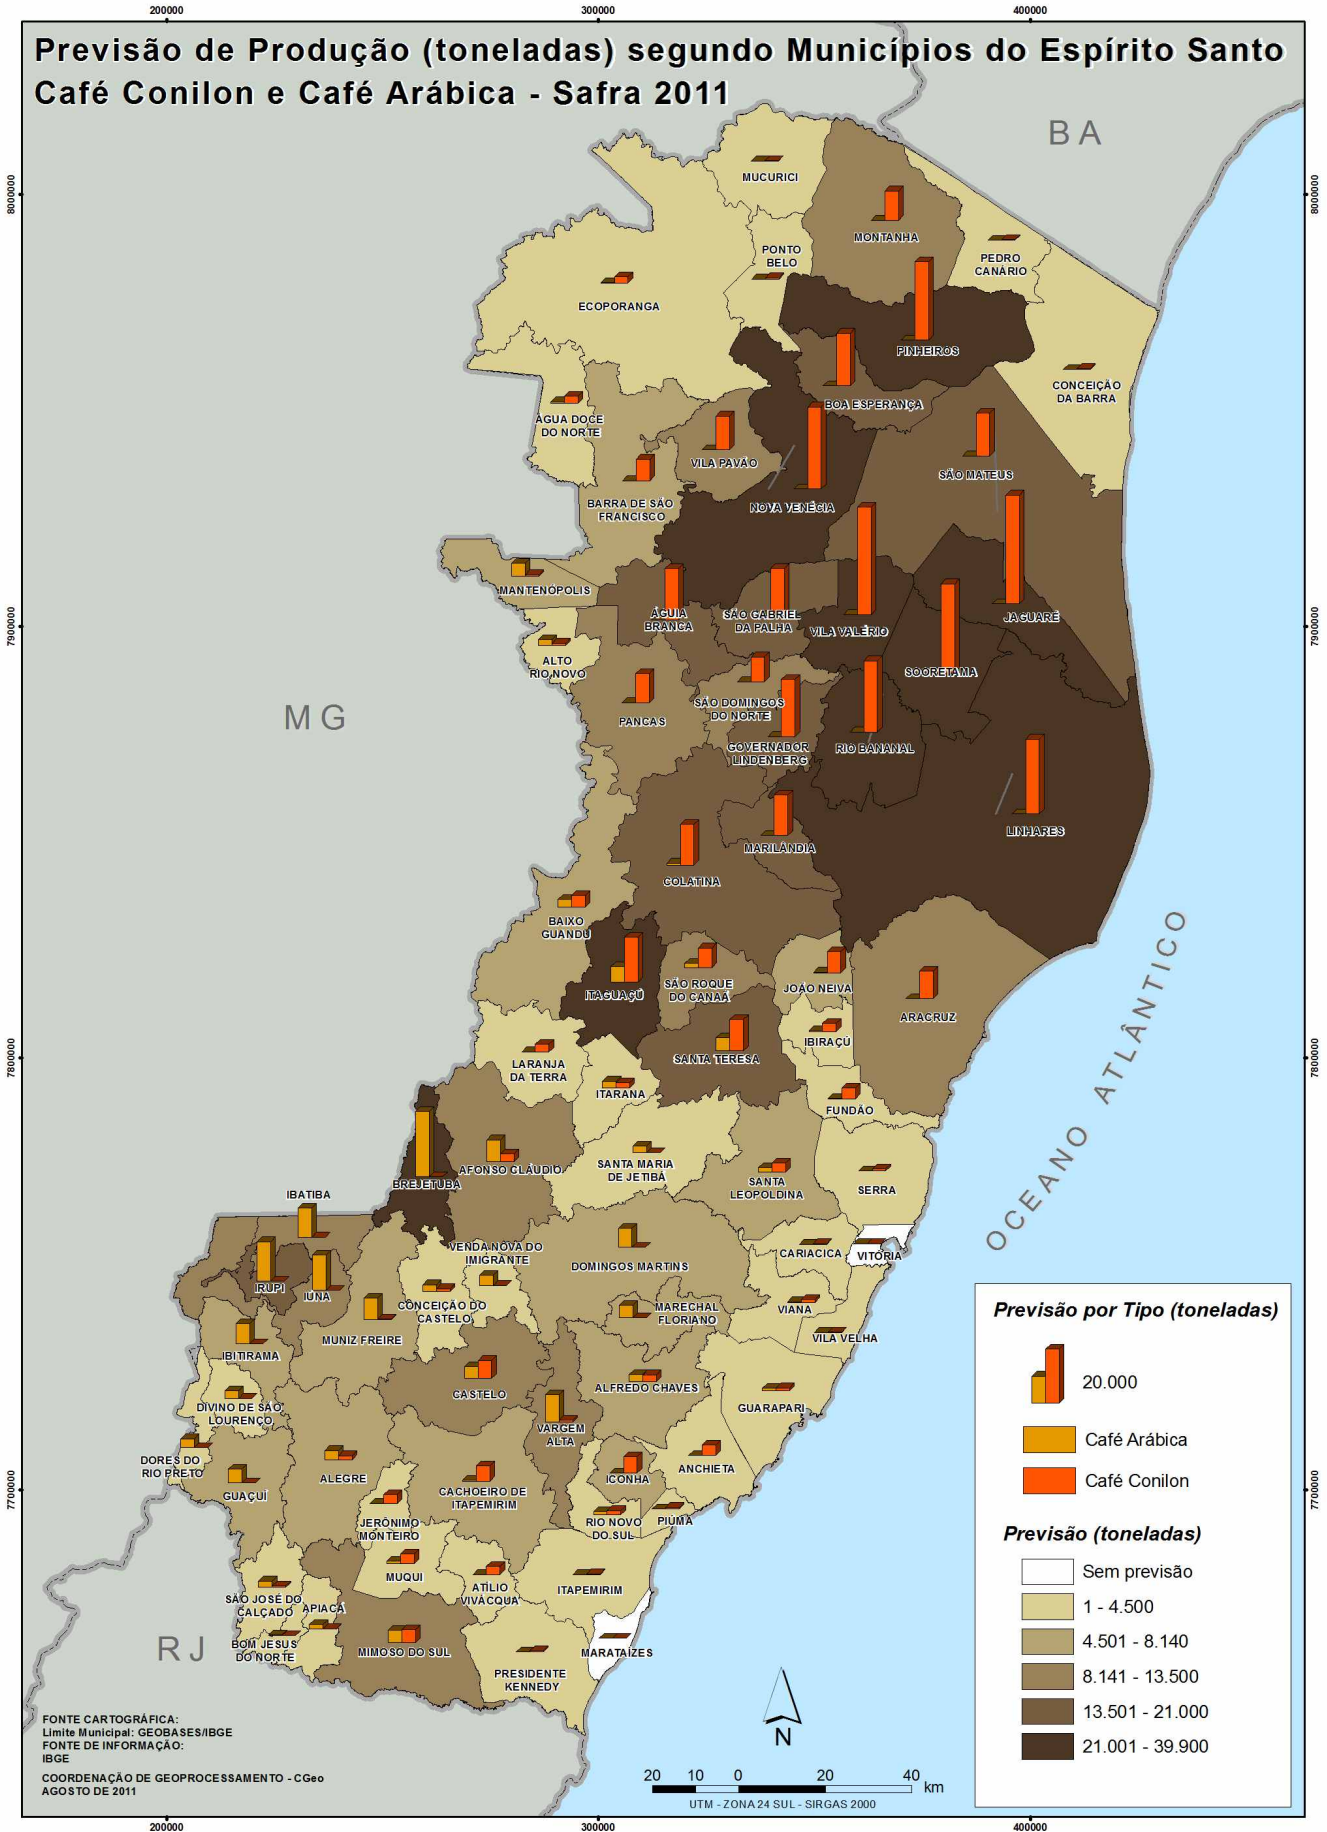 200000
300000
400000
Previsão de Produção (toneladas) segundo Municípios do Espírito Santo
Café Conilon e Café Arábica - Safra 2011
BA
8000000
8000000
MUCURICI
MONTANHA
PONTO
BELO
PEDRO
CANÁRIO
ECOPORANGA
PINHEIROS
CONCEIÇÃO
DA BARRA
BOA ESPERANÇA
ÁGUA DOCE
DO NORTE
VILA PAVÃO
SÃO MATEUS
BARRA DE SÃO
FRANCISCO
NOVA VENÉCIA
MANTENÓPOLIS
7900000
7900000
ÁGUIA
BRANCA
SÃO GABRIEL
DA PALHA
VILA VALÉRIO
JAGUARÉ
ALTO
RIO NOVO
SOORETAMA
MG
PANCAS
SÃO DOMINGOS
DO NORTE
GOVERNADOR
LINDENBERG
RIO BANANAL
LINHARES
MARILÂNDIA
COLATINA
BAIXO
GUANDU
ITAGUAÇÚ
SÃO ROQUE
DO CANAÃ
JOÃO NEIVA
ARACRUZ
OCEANO ATLÂNTICO
IBIRAÇÚ
7800000
7800000
LARANJA
DA TERRA
SANTA TERESA
ITARANA
FUNDÃO
BREJETUBA
AFONSO CLÁUDIO
SANTA MARIA
DE JETIBÁ
SANTA
LEOPOLDINA
SERRA
IBATIBA
VENDA NOVA DO
IMIGRANTE
DOMINGOS MARTINS
CARIACICA
VITÓRIA
IRUPI
IÚNA
CONCEIÇÃO DO
CASTELO
MARECHAL
FLORIANO
VIANA
VILA VELHA
MUNIZ FREIRE
IBITIRAMA
CASTELO
ALFREDO CHAVES
GUARAPARI
DIVINO DE SÃO
LOURENÇO
VARGEM
ALTA
DORES DO
RIO PRETO
GUAÇUÍ
ALEGRE
CACHOEIRO DE
ITAPEMIRIM
ICONHA
ANCHIETA
7700000
7700000
JERÔNIMO
MONTEIRO
RIO NOVO
DO SUL
PIÚMA
MUQUI
ATÍLIO
VIVÁCQUA
ITAPEMIRIM
SÃO JOSÉ DO
CALÇADO
APIACÁ
BOM JESUS
DO NORTE
MIMOSO DO SUL
MARATAÍZES
PRESIDENTE
KENNEDY
RJ
Previsão por Tipo (toneladas)
20.000
Café Arábica
Café Conilon
Previsão (toneladas)
Sem previsão
1 - 4.500
4.501 - 8.140
8.141 - 13.500
13.501 - 21.000
21.001 - 39.900
N
20 10 0 20 40 km
UTM - ZONA 24 SUL - SIRGAS 2000
FONTE CARTOGRÁFICA:
Limite Municipal: GEOBASES/IBGE
FONTE DE INFORMAÇÃO:
IBGE
COORDENAÇÃO DE GEOPROCESSAMENTO - CGeo
AGOSTO DE 2011
200000
300000
400000